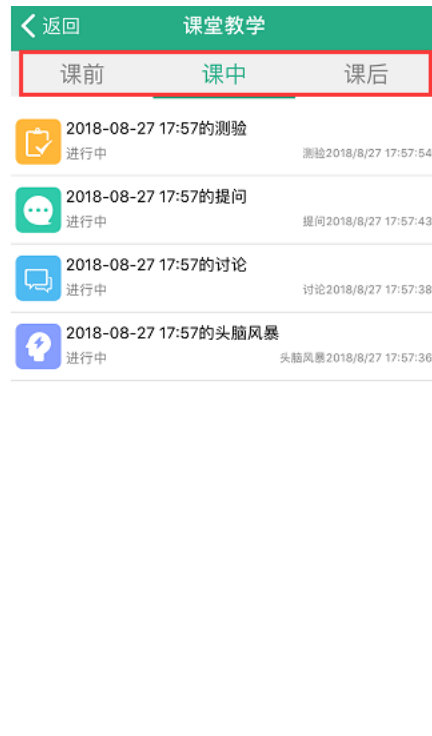 返回 课堂教学
课前 课中 课后
2018-08-27 17:57的测验
进行中 测验2018/8/27 17:57:54
2018-08-27 17:57的提问
进行中 提问2018/8/27 17:57:43
2018-08-27 17:57的讨论
进行中 讨论2018/8/27 17:57:38
2018-08-27 17:57的头脑风暴
进行中 头脑风暴2018/8/27 17:57:36